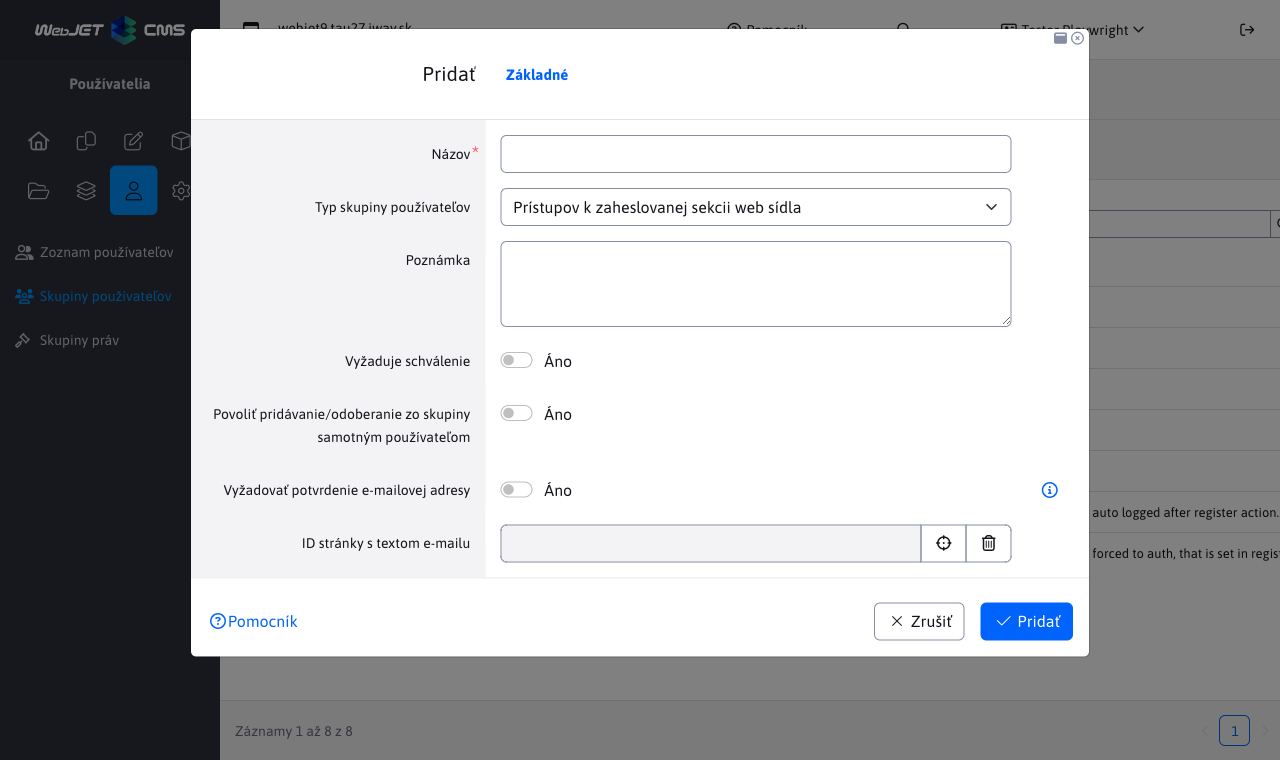 WebJET CMS
webjet9.tau27.iway.sk
Pomocník
Tester Playwright
Používatelia
Zoznam používateľov
Skupiny používateľov
Skupiny práv
Pridať
Základné
Názov*
Typ skupiny používateľov
Prístupov k zaheslovanej sekcii web sídla
Poznámka
Vyžaduje schválenie
Áno
Povoliť pridávanie/odoberanie zo skupiny
samotným používateľom
Áno
Vyžadovať potvrdenie e-mailovej adresy
Áno
ID stránky s textom e-mailu
auto logged after register action.
forced to auth, that is set in regist
Pomocník
Zrušiť
Pridať
Záznamy 1 až 8 z 8
1